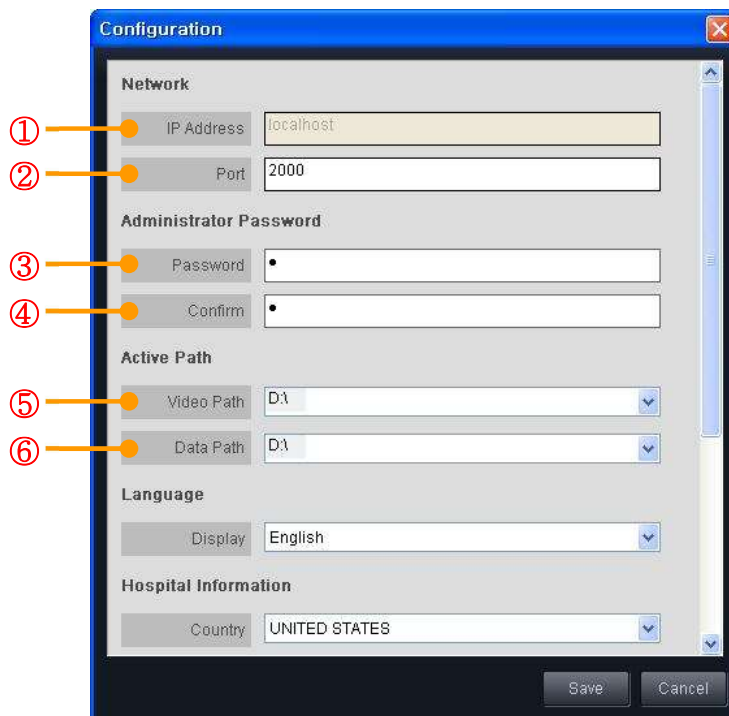 Configuration
Network
① IP Address localhost
② Port 2000
Administrator Password
③ Password •
④ Confirm •
Active Path
⑤ Video Path D:\
⑥ Data Path D:\
Language
Display English
Hospital Information
Country UNITED STATES
Save Cancel